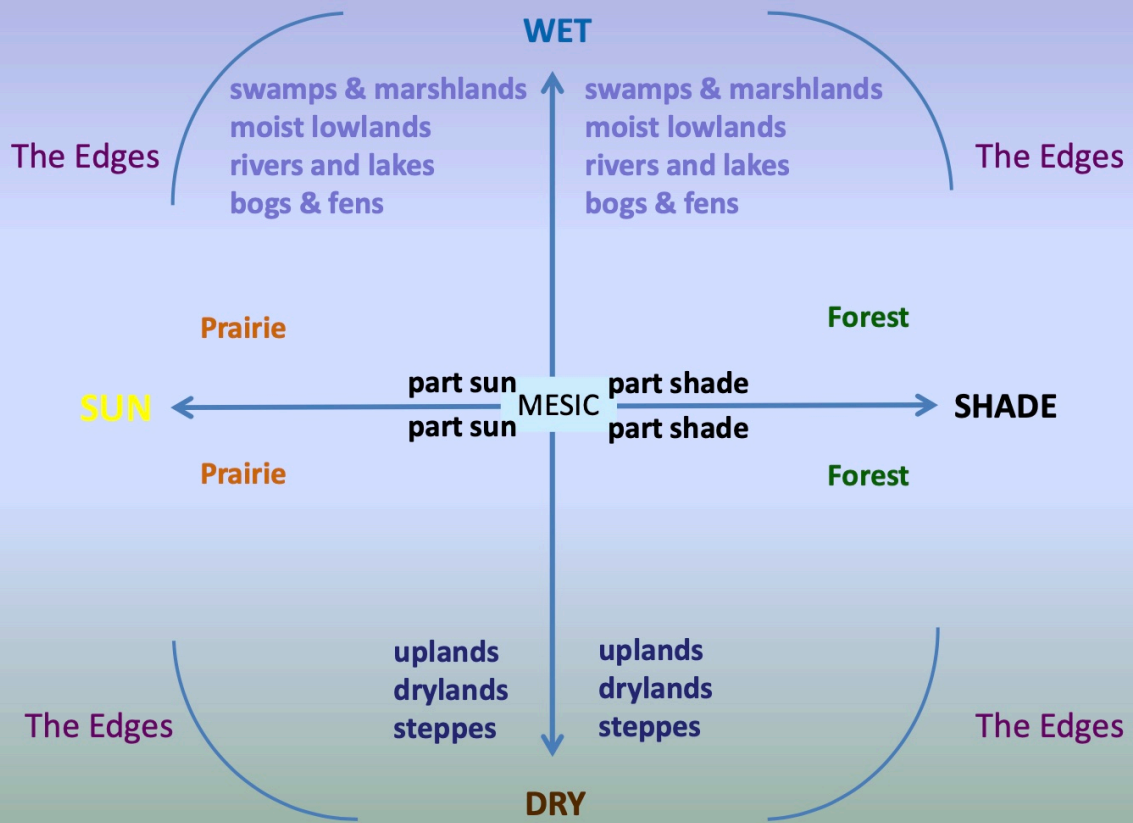 WET
swamps & marshlands
moist lowlands
rivers and lakes
bogs & fens
swamps & marshlands
moist lowlands
rivers and lakes
bogs & fens
The Edges
The Edges
Prairie
Forest
part sun
part shade
SUN
MESIC
SHADE
part sun
part shade
Prairie
Forest
uplands
drylands
steppes
uplands
drylands
steppes
The Edges
The Edges
DRY